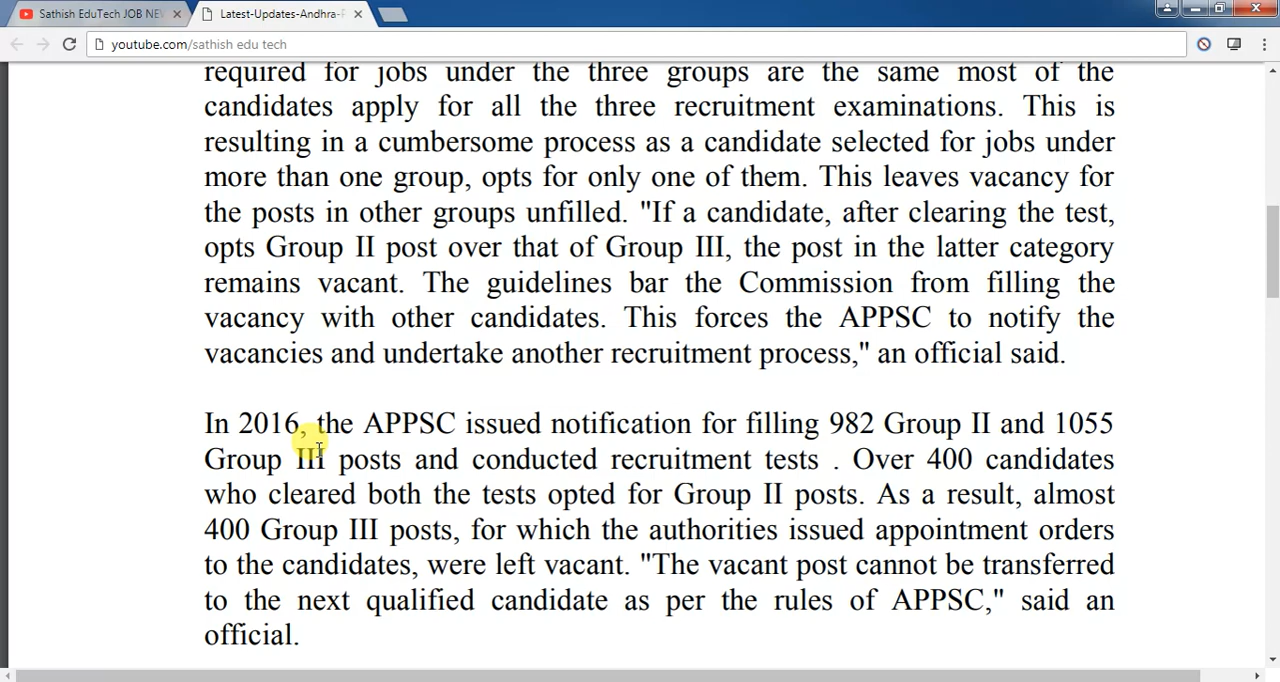 Sathish EduTech JOB NE
Latest-Updates-Andhra-
youtube.com/sathish edu tech
required for jobs under the three groups are the same most of the
candidates apply for all the three recruitment examinations. This is
resulting in a cumbersome process as a candidate selected for jobs under
more than one group, opts for only one of them. This leaves vacancy for
the posts in other groups unfilled. "If a candidate, after clearing the test,
opts Group II post over that of Group III, the post in the latter category
remains vacant. The guidelines bar the Commission from filling the
vacancy with other candidates. This forces the APPSC to notify the
vacancies and undertake another recruitment process," an official said.
In 2016, the APPSC issued notification for filling 982 Group II and 1055
Group III posts and conducted recruitment tests . Over 400 candidates
who cleared both the tests opted for Group II posts. As a result, almost
400 Group III posts, for which the authorities issued appointment orders
to the candidates, were left vacant. "The vacant post cannot be transferred
to the next qualified candidate as per the rules of APPSC," said an
official.